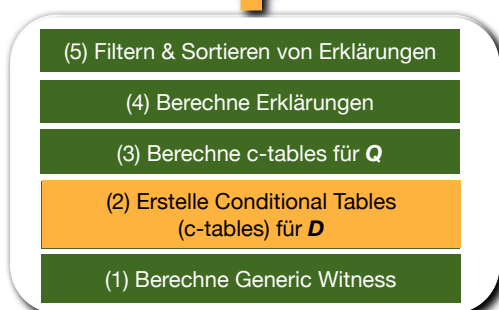 (5) Filtern & Sortieren von Erklärungen
(4) Berechne Erklärungen
(3) Berechne c-tables für Q
(2) Erstelle Conditional Tables
(c-tables) für D
(1) Berechne Generic Witness